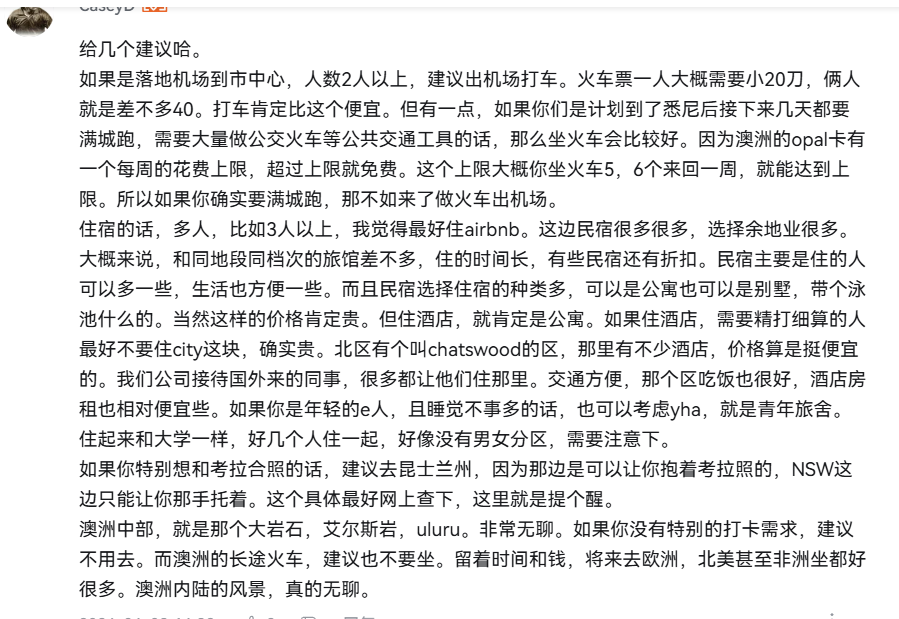 CaseyD
给几个建议哈。
如果是落地机场到市中心，人数2人以上，建议出机场打车。火车票一人大概需要小20刀，俩人
就是差不多40。打车肯定比这个便宜。但有一点，如果你们是计划到了悉尼后接下来几天都要
满城跑，需要大量做公交火车等公共交通工具的话，那么坐火车会比较好。因为澳洲的opal卡有
一个每周的花费上限，超过上限就免费。这个上限大概你坐火车5，6个来回一周，就能达到上
限。所以如果你确实要满城跑，那不如来了做火车出机场。
住宿的话，多人，比如3人以上，我觉得最好住airbnb。这边民宿很多很多，选择余地业很多。
大概来说，和同地段同档次的旅馆差不多，住的时间长，有些民宿还有折扣。民宿主要是住的人
可以多一些，生活也方便一些。而且民宿选择住宿的种类多，可以是公寓也可以是别墅，带个泳
池什么的。当然这样的价格肯定贵。但住酒店，就肯定是公寓。如果住酒店，需要精打细算的人
最好不要住city这块，确实贵。北区有个叫chatswood的区，那里有不少酒店，价格算是挺便宜
的。我们公司接待国外来的同事，很多都让他们住那里。交通方便，那个区吃饭也很好，酒店房
租也相对便宜些。如果你是年轻的e人，且睡觉不事多的话，也可以考虑yha，就是青年旅舍。
住起来和大学一样，好几个人住一起，好像没有男女分区，需要注意下。
如果你特别想和考拉合照的话，建议去昆士兰州，因为那边是可以让你抱着考拉照的，NSW这
边只能让你那手托着。这个具体最好网上查下，这里就是提个醒。
澳洲中部，就是那个大岩石，艾尔斯岩，uluru。非常无聊。如果你没有特别的打卡需求，建议
不用去。而澳洲的长途火车，建议也不要坐。留着时间和钱，将来去欧洲，北美甚至非洲坐都好
很多。澳洲内陆的风景，真的无聊。